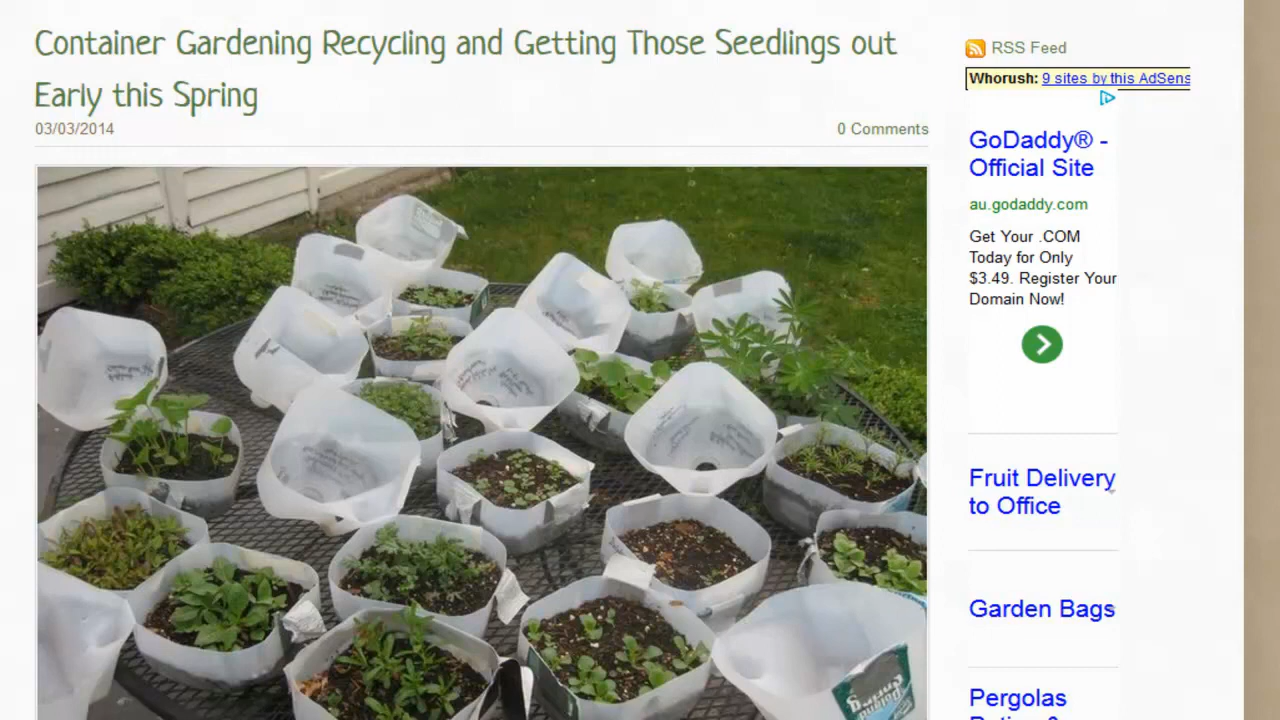 Container Gardening Recycling and Getting Those Seedlings out
Early this Spring
03/03/2014
0 Comments
RSS Feed
Whorush: 9 sites by this AdSens
GoDaddy® -
Official Site
au.godaddy.com
Get Your .COM
Today for Only
$3.49. Register Your
Domain Now!
Fruit Delivery
to Office
Garden Bags
Pergolas
Poland
Spring